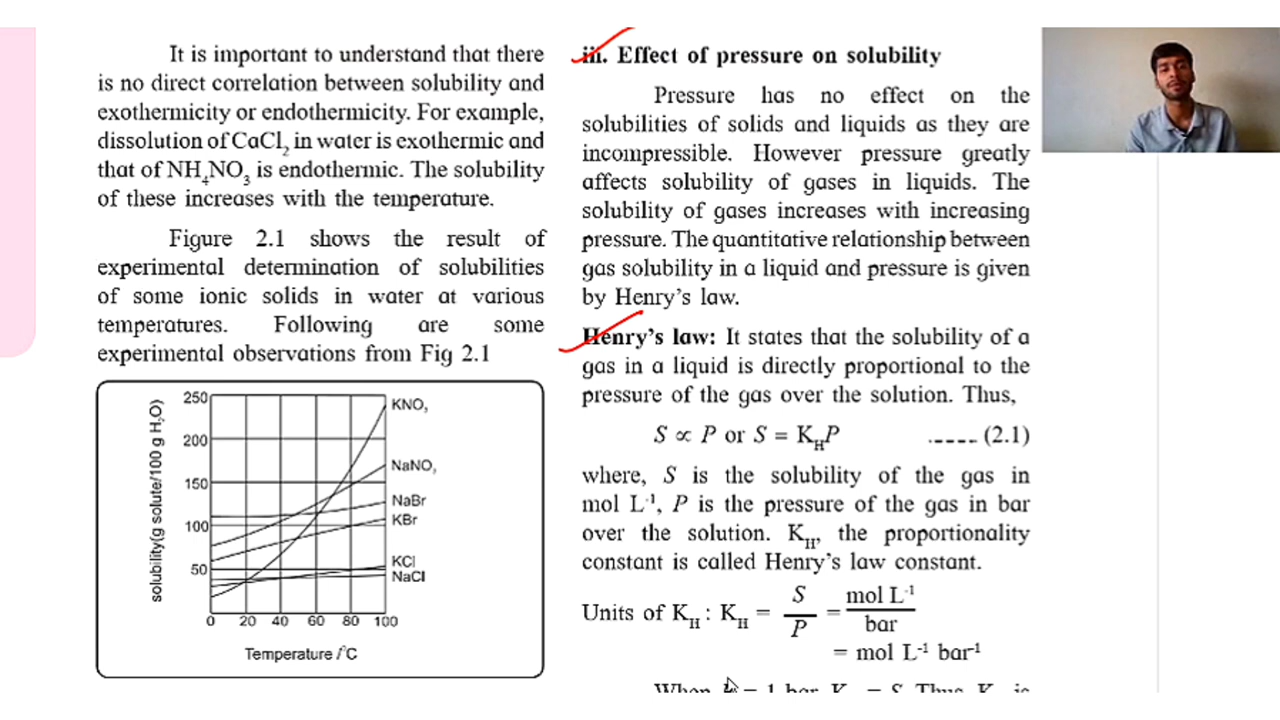 It is important to understand that there
is no direct correlation between solubility and
exothermicity or endothermicity. For example,
dissolution of CaCl₂ in water is exothermic and
that of NH₄NO₃ is endothermic. The solubility
of these increases with the temperature.
Figure 2.1 shows the result of
experimental determination of solubilities
of some ionic solids in water at various
temperatures. Following are some
experimental observations from Fig 2.1
solubility(g solute/100 g H₂O)
250
200
150
100
50
0 20 40 60 80 100
KNO₃
NaNO₃
NaBr
KBr
KCl
NaCl
Temperature /°C
iii. Effect of pressure on solubility
Pressure has no effect on the
solubilities of solids and liquids as they are
incompressible. However pressure greatly
affects solubility of gases in liquids. The
solubility of gases increases with increasing
pressure. The quantitative relationship between
gas solubility in a liquid and pressure is given
by Henry's law.
Henry's law: It states that the solubility of a
gas in a liquid is directly proportional to the
pressure of the gas over the solution. Thus,
S ∝ P or S = K_H P ----- (2.1)
where, S is the solubility of the gas in
mol L⁻¹, P is the pressure of the gas in bar
over the solution. K_H, the proportionality
constant is called Henry's law constant.
Units of K_H : K_H = S/P = mol L⁻¹/bar
= mol L⁻¹ bar⁻¹